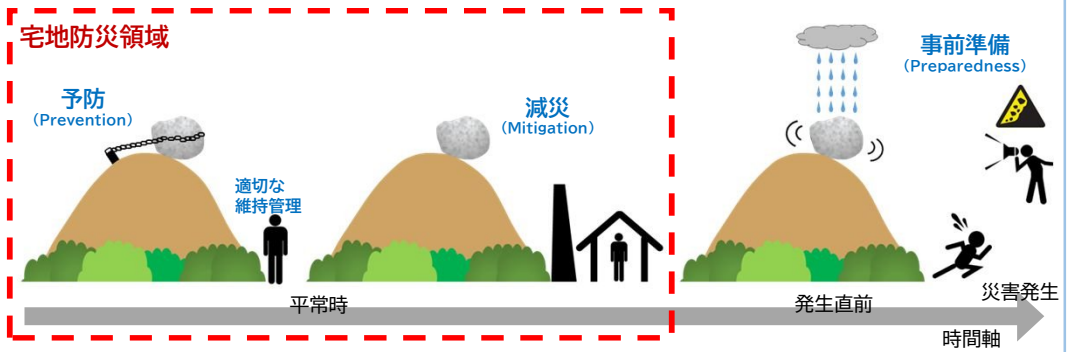 宅地防災領域
予防
（Prevention）
適切な
維持管理
減災
（Mitigation）
事前準備
（Preparedness）
平常時
発生直前
災害発生
時間軸